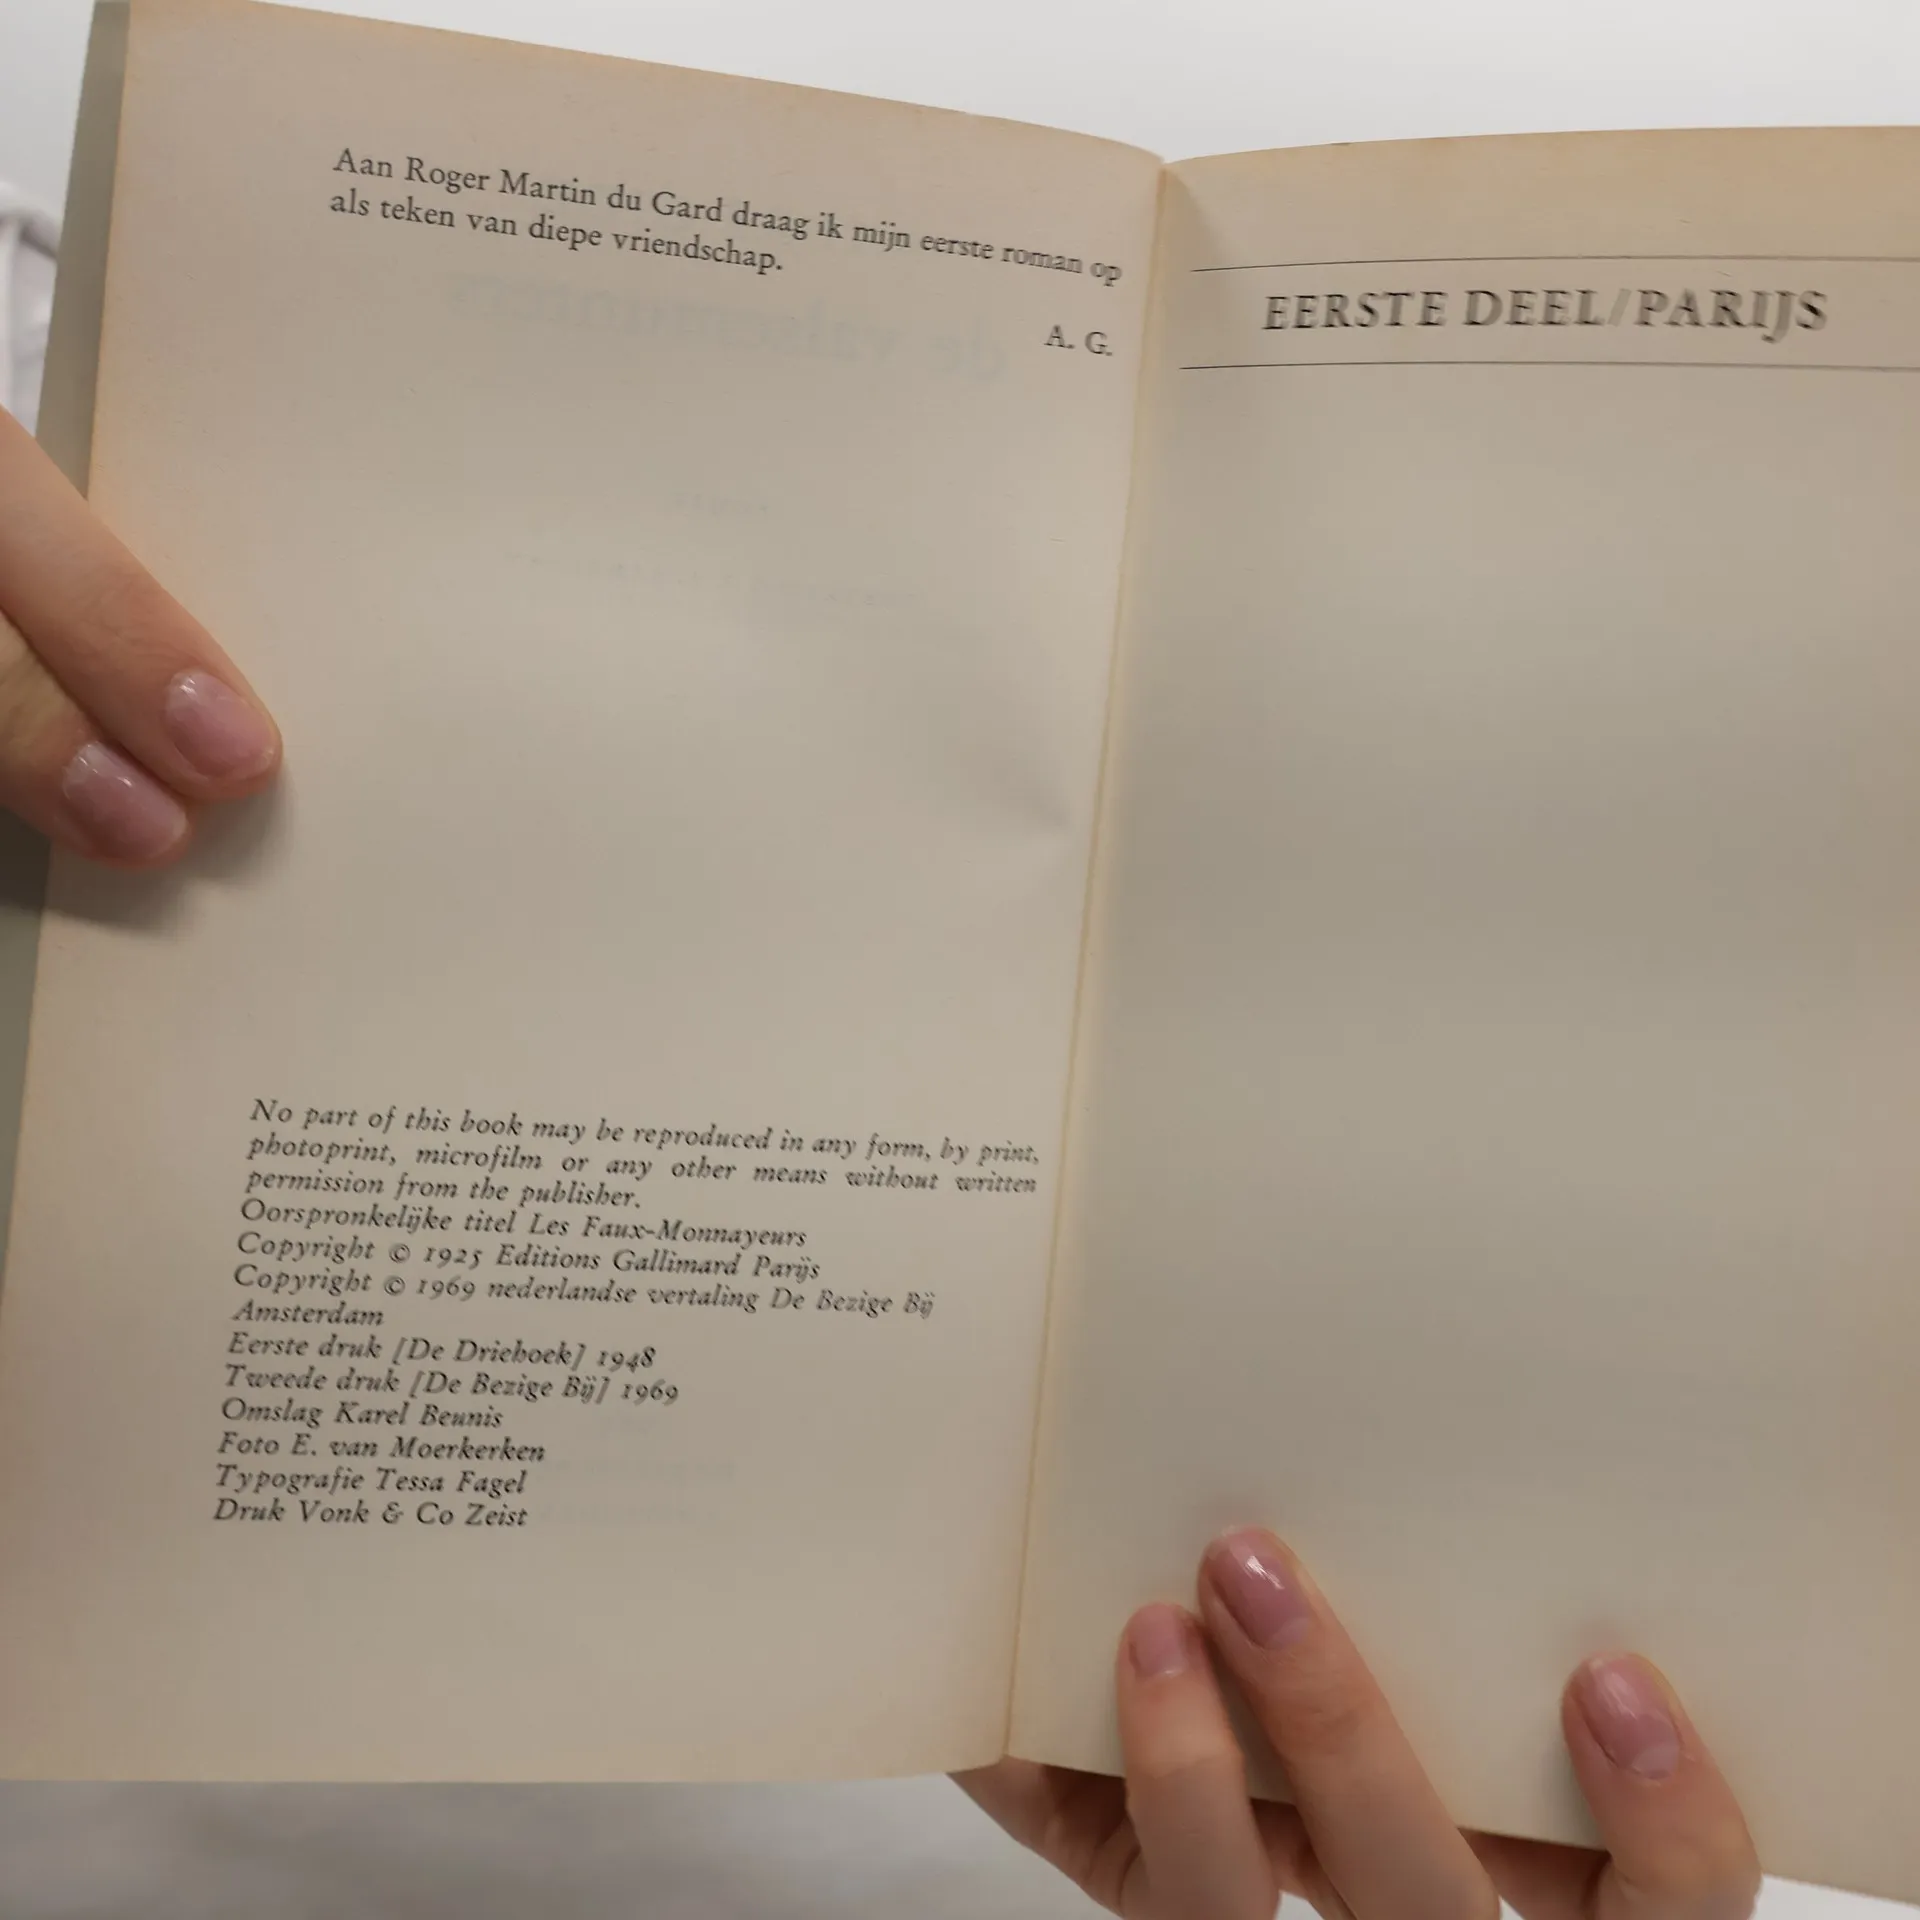 Aan Roger Martin du Gard draag ik mijn eerste roman op
als teken van diepe vriendschap.
A. G.
No part of this book may be reproduced in any form, by print,
photoprint, microfilm or any other means without written
permission from the publisher.
Oorspronkelijke titel Les Faux-Monnayeurs
Copyright © 1925 Editions Gallimard Parijs
Copyright © 1969 nederlandse vertaling De Bezige Bij
Amsterdam
Eerste druk [De Driehoek] 1948
Tweede druk [De Bezige Bij] 1969
Omslag Karel Beunis
Foto E. van Moerkerken
Typografie Tessa Fagel
Druk Vonk & Co Zeist
EERSTE DEEL/PARIJS